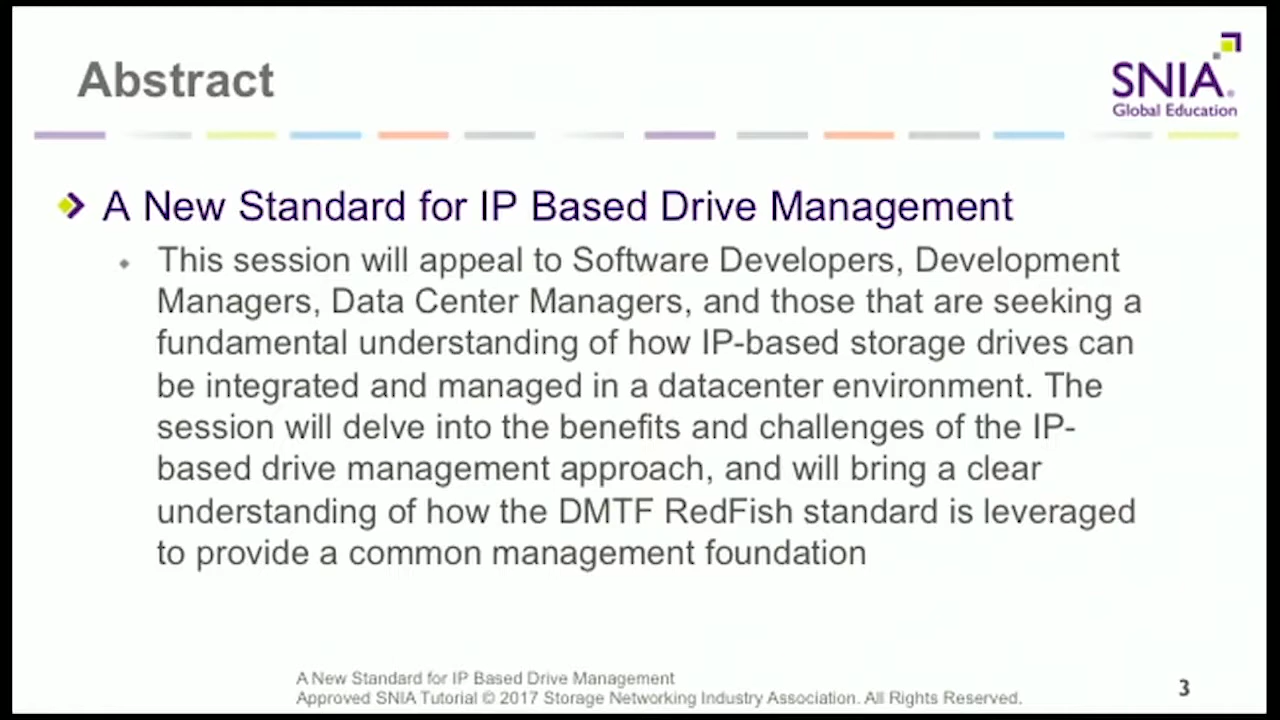 Abstract
SNIA®
Global Education
A New Standard for IP Based Drive Management
This session will appeal to Software Developers, Development
Managers, Data Center Managers, and those that are seeking a
fundamental understanding of how IP-based storage drives can
be integrated and managed in a datacenter environment. The
session will delve into the benefits and challenges of the IP-
based drive management approach, and will bring a clear
understanding of how the DMTF RedFish standard is leveraged
to provide a common management foundation
A New Standard for IP Based Drive Management
Approved SNIA Tutorial © 2017 Storage Networking Industry Association. All Rights Reserved.
3